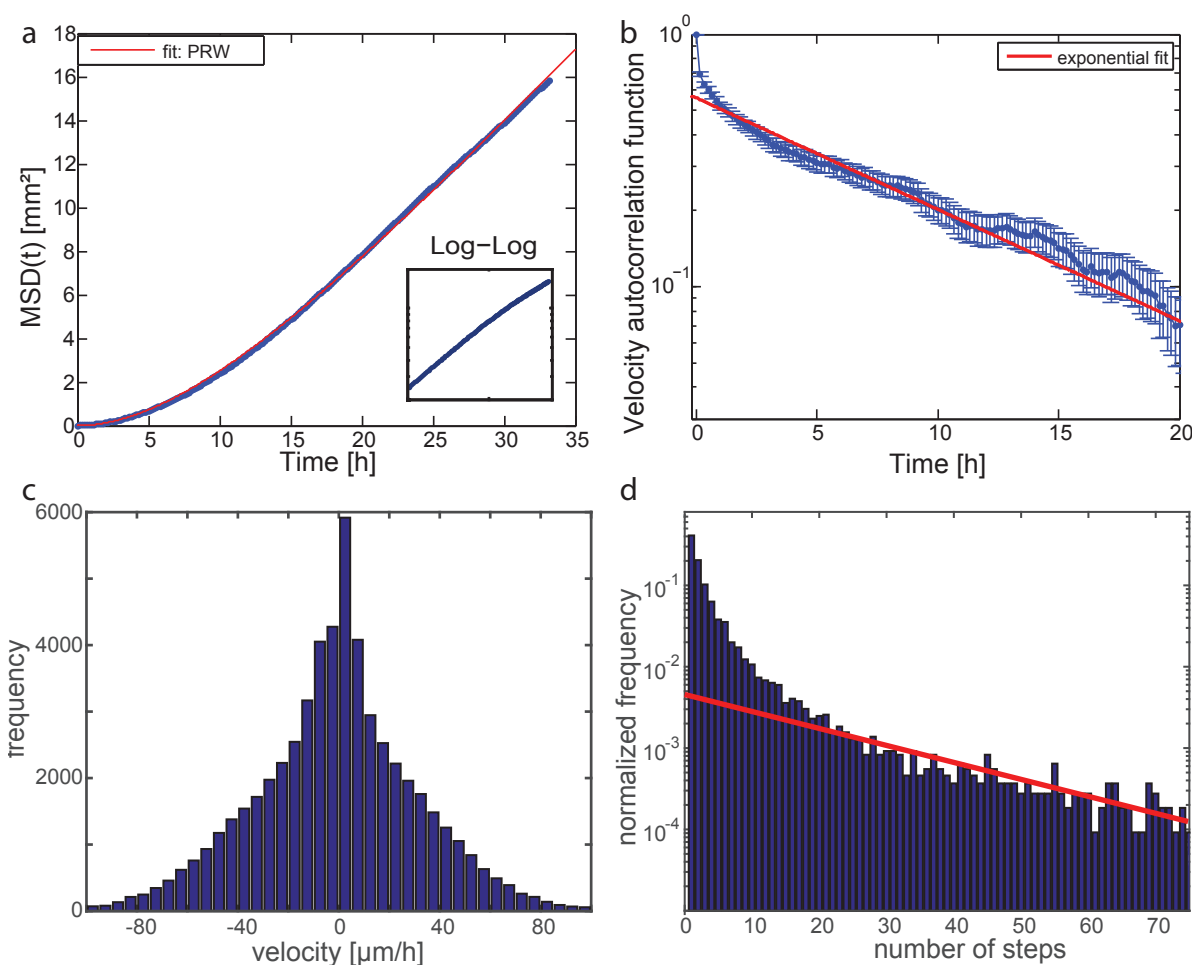 a
fit: PRW
18
16
14
12
10
8
6
4
2
0
MSD(t) [mm²]
Log−Log
0 5 10 15 20 25 30 35
Time [h]
b
exponential fit
10^0
10^-1
Velocity autocorrelation function
0 5 10 15 20
Time [h]
c
6000
4000
2000
0
frequency
-80 -40 0 40 80
velocity [µm/h]
d
10^-1
10^-2
10^-3
10^-4
normalized frequency
0 10 20 30 40 50 60 70
number of steps